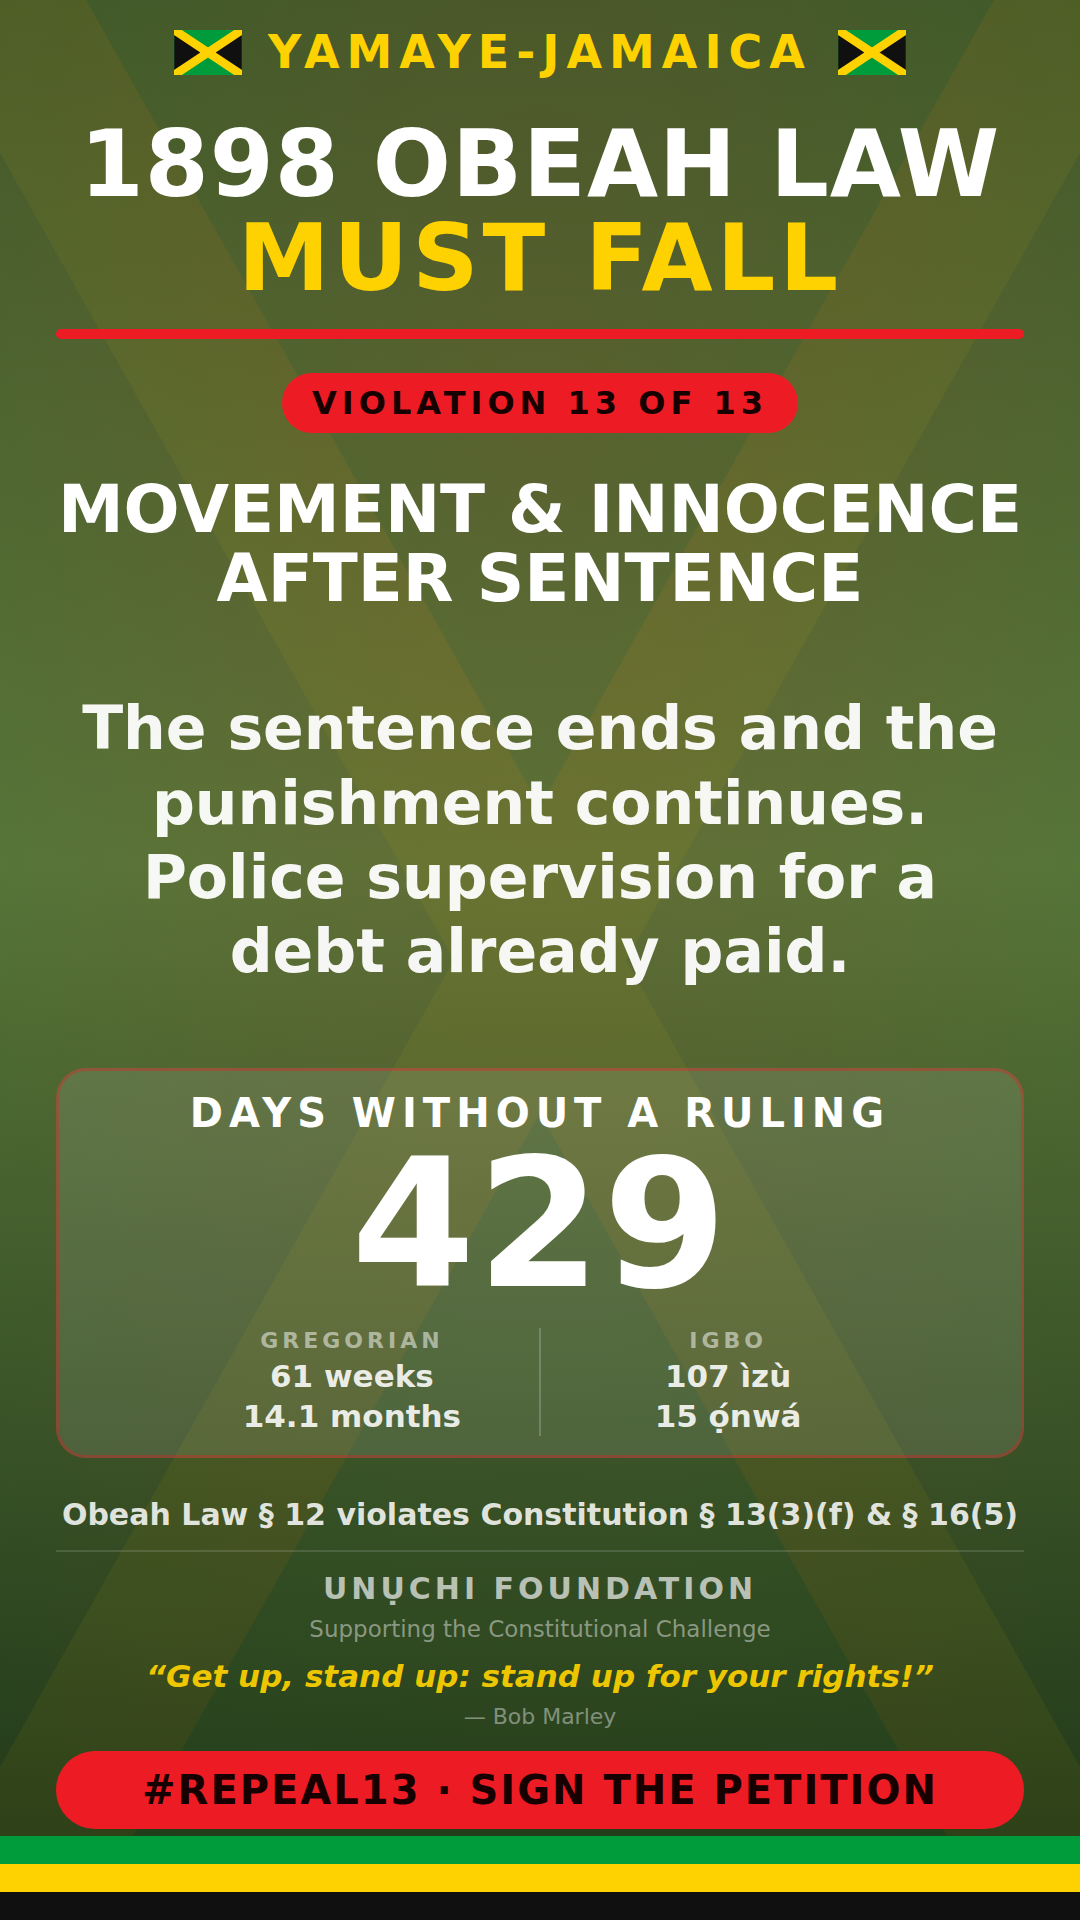 YAMAYE-JAMAICA
1898 OBEAH LAW
MUST FALL
VIOLATION 13 OF 13
MOVEMENT & INNOCENCE
AFTER SENTENCE
The sentence ends and the
punishment continues.
Police supervision for a
debt already paid.
DAYS WITHOUT A RULING
429
GREGORIAN
61 weeks
14.1 months
IGBO
107 ìzù
15 ọ́nwá
Obeah Law § 12 violates Constitution § 13(3)(f) & § 16(5)
UNỤCHI FOUNDATION
Supporting the Constitutional Challenge
“Get up, stand up: stand up for your rights!”
— Bob Marley
#REPEAL13 · SIGN THE PETITION